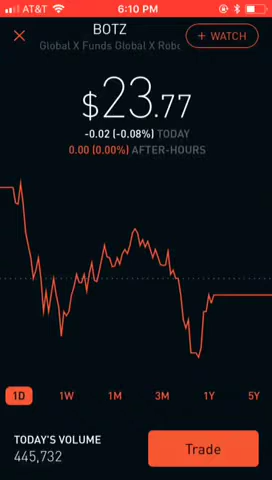 AT&T 6:10 PM
BOTZ
Global X Funds Global X Robo
+ WATCH
$23.77
-0.02 (-0.08%) TODAY
0.00 (0.00%) AFTER-HOURS
1D 1W 1M 3M 1Y 5Y
TODAY'S VOLUME
445,732
Trade